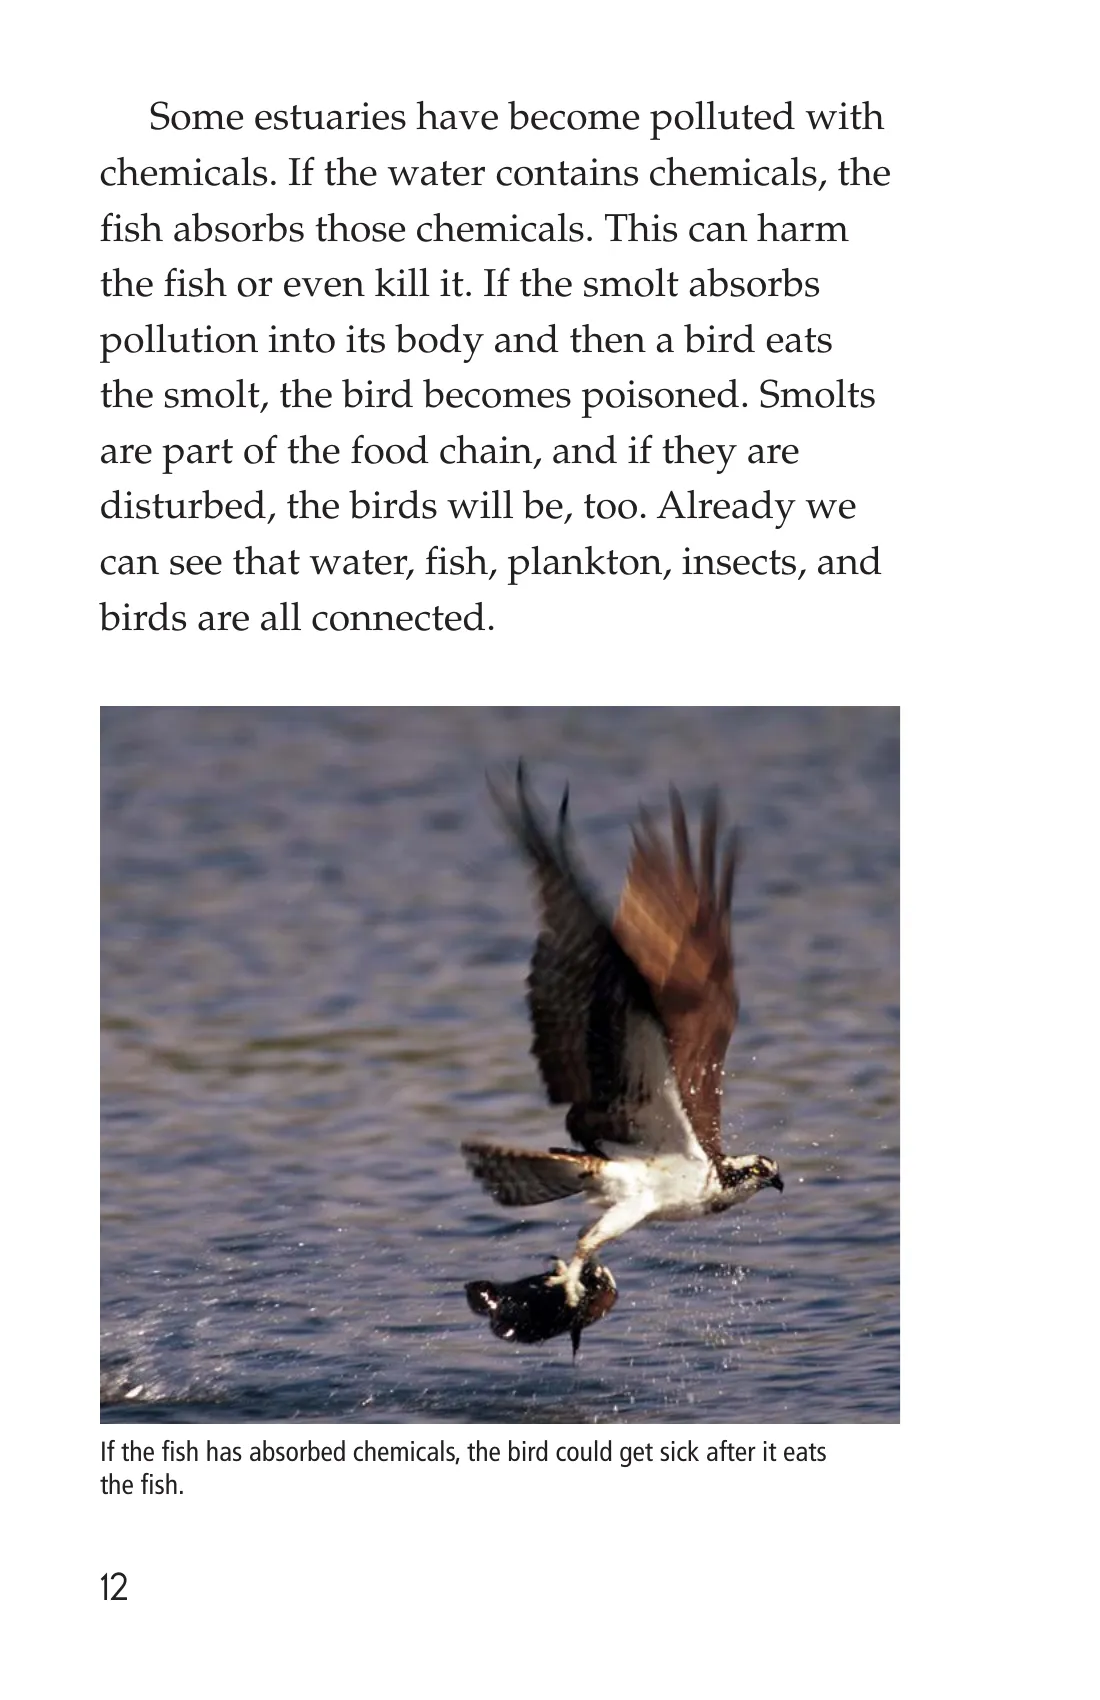 Some estuaries have become polluted with
chemicals. If the water contains chemicals, the
fish absorbs those chemicals. This can harm
the fish or even kill it. If the smolt absorbs
pollution into its body and then a bird eats
the smolt, the bird becomes poisoned. Smolts
are part of the food chain, and if they are
disturbed, the birds will be, too. Already we
can see that water, fish, plankton, insects, and
birds are all connected.
If the fish has absorbed chemicals, the bird could get sick after it eats
the fish.
12